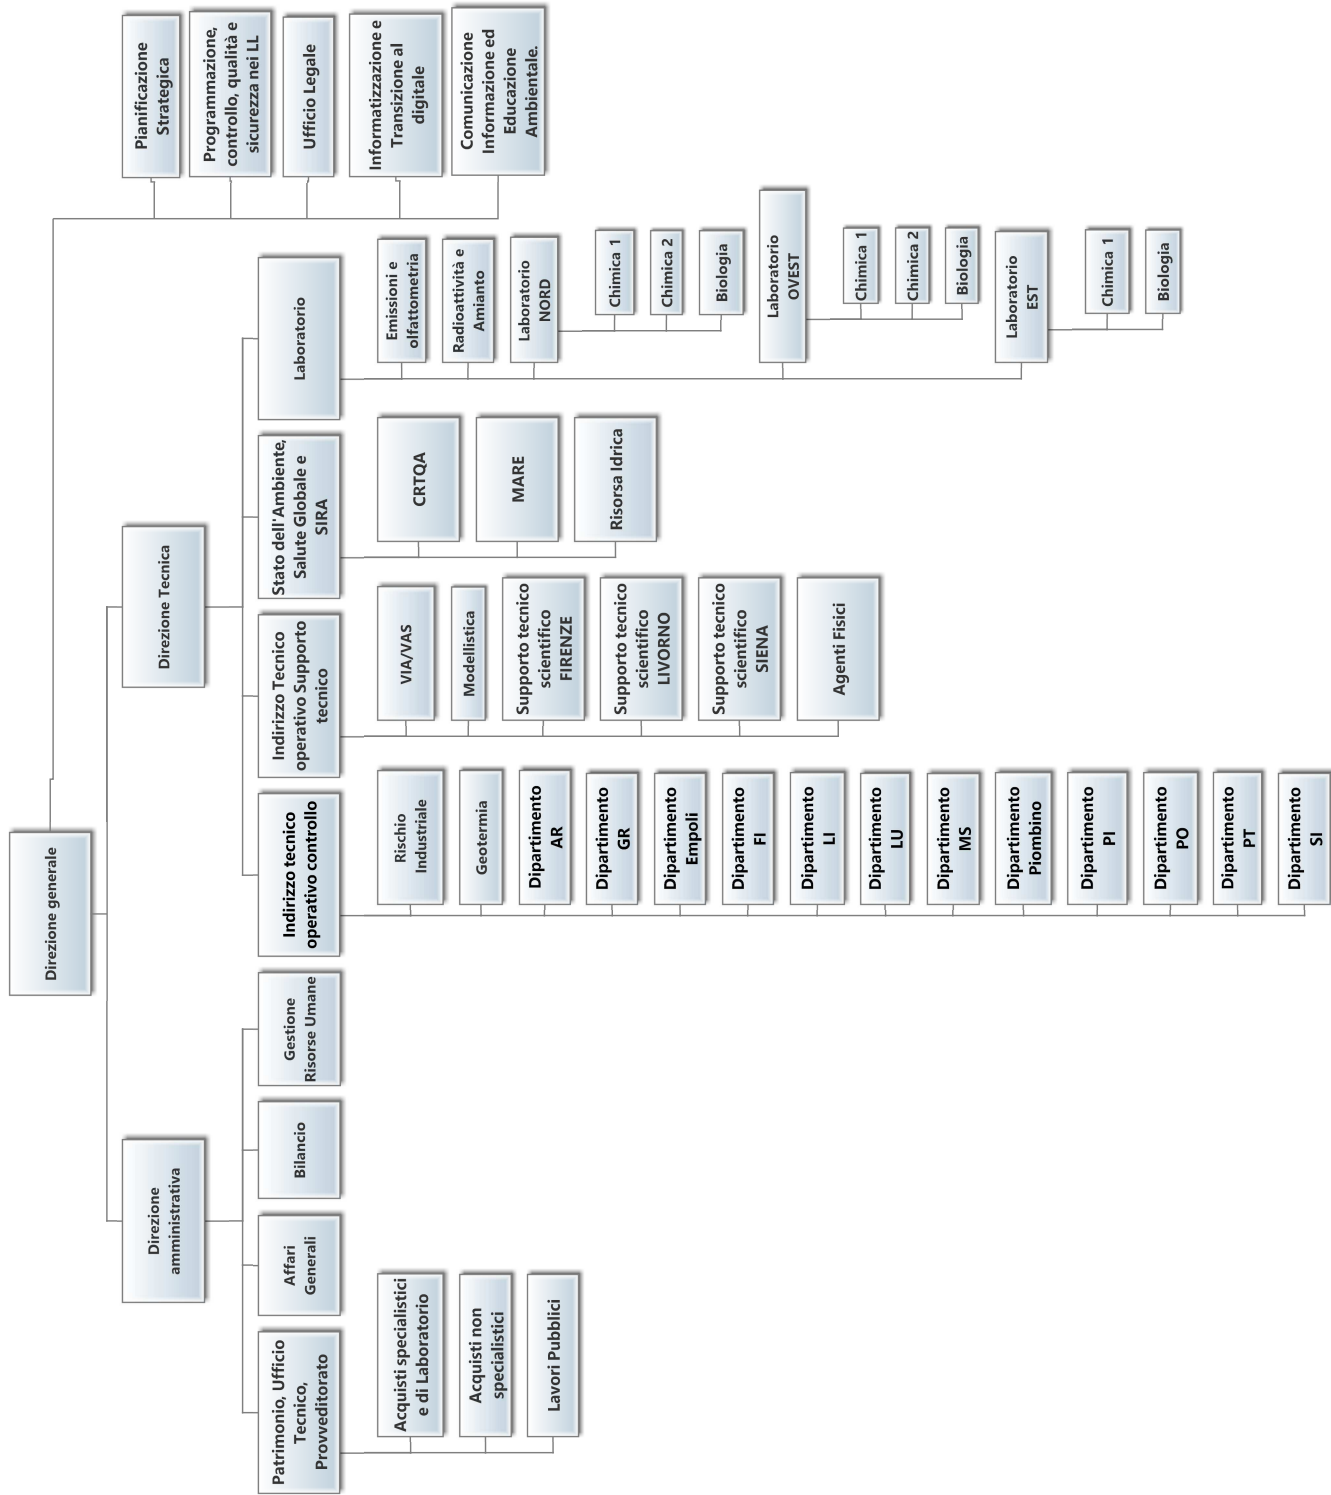 Direzione generale
Direzione
amministrativa
Direzione Tecnica
Pianificazione
Strategica
Programmazione,
controllo, qualità e
sicurezza nei LL
Ufficio Legale
Informatizzazione e
Transizione al
digitale
Comunicazione
Informazione ed
Educazione
Ambientale.
Patrimonio, Ufficio
Tecnico,
Provveditorato
Acquisti specialistici
e di Laboratorio
Acquisti non
specialistici
Lavori Pubblici
Affari
Generali
Bilancio
Gestione
Risorse Umane
Indirizzo tecnico
operativo controllo
Rischio
Industriale
Geotermia
Dipartimento
AR
Dipartimento
GR
Dipartimento
Empoli
Dipartimento
FI
Dipartimento
LI
Dipartimento
LU
Dipartimento
MS
Dipartimento
Piombino
Dipartimento
PI
Dipartimento
PO
Dipartimento
PT
Dipartimento
SI
Indirizzo Tecnico
operativo Supporto
tecnico
VIA/VAS
Modellistica
Supporto tecnico
scientifico
FIRENZE
Supporto tecnico
scientifico
LIVORNO
Supporto tecnico
scientifico
SIENA
Agenti Fisici
Stato dell'Ambiente,
Salute Globale e
SIRA
CRTQA
MARE
Risorsa Idrica
Laboratorio
Emissioni e
olfattometria
Radioattività e
Amianto
Laboratorio
NORD
Chimica 1
Chimica 2
Biologia
Laboratorio
OVEST
Chimica 1
Chimica 2
Biologia
Laboratorio
EST
Chimica 1
Biologia